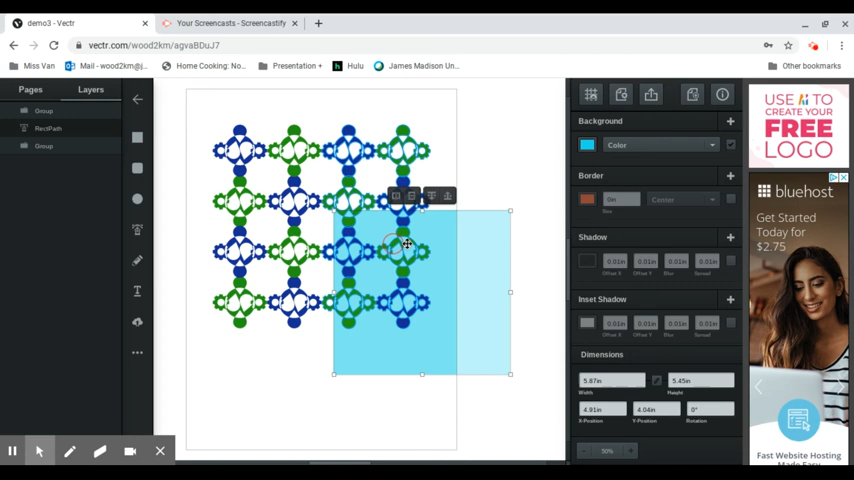 demo3 - Vectr
Your Screencasts - Screencastify
vectr.com/wood2km/agvaBDuJ7
Miss Van
Mail - wood2km@j...
Home Cooking: No...
Presentation +
Hulu
James Madison Un...
Other bookmarks
Pages
Layers
Group
RectPath
Group
Background
Color
Border
0in
Center
Size
Shadow
0.01in
0.01in
0.01in
0.01in
Offset X
Offset Y
Blur
Spread
Inset Shadow
0.01in
0.01in
0.01in
0.01in
Offset X
Offset Y
Blur
Spread
Dimensions
5.87in
5.45in
Width
Height
4.91in
4.04in
0°
X-Position
Y-Position
Rotation
- 50% +
USE Ai TO
CREATE YOUR
FREE
LOGO
bluehost
Get Started
Today for
$2.75
Fast Website Hosting
Made Easy